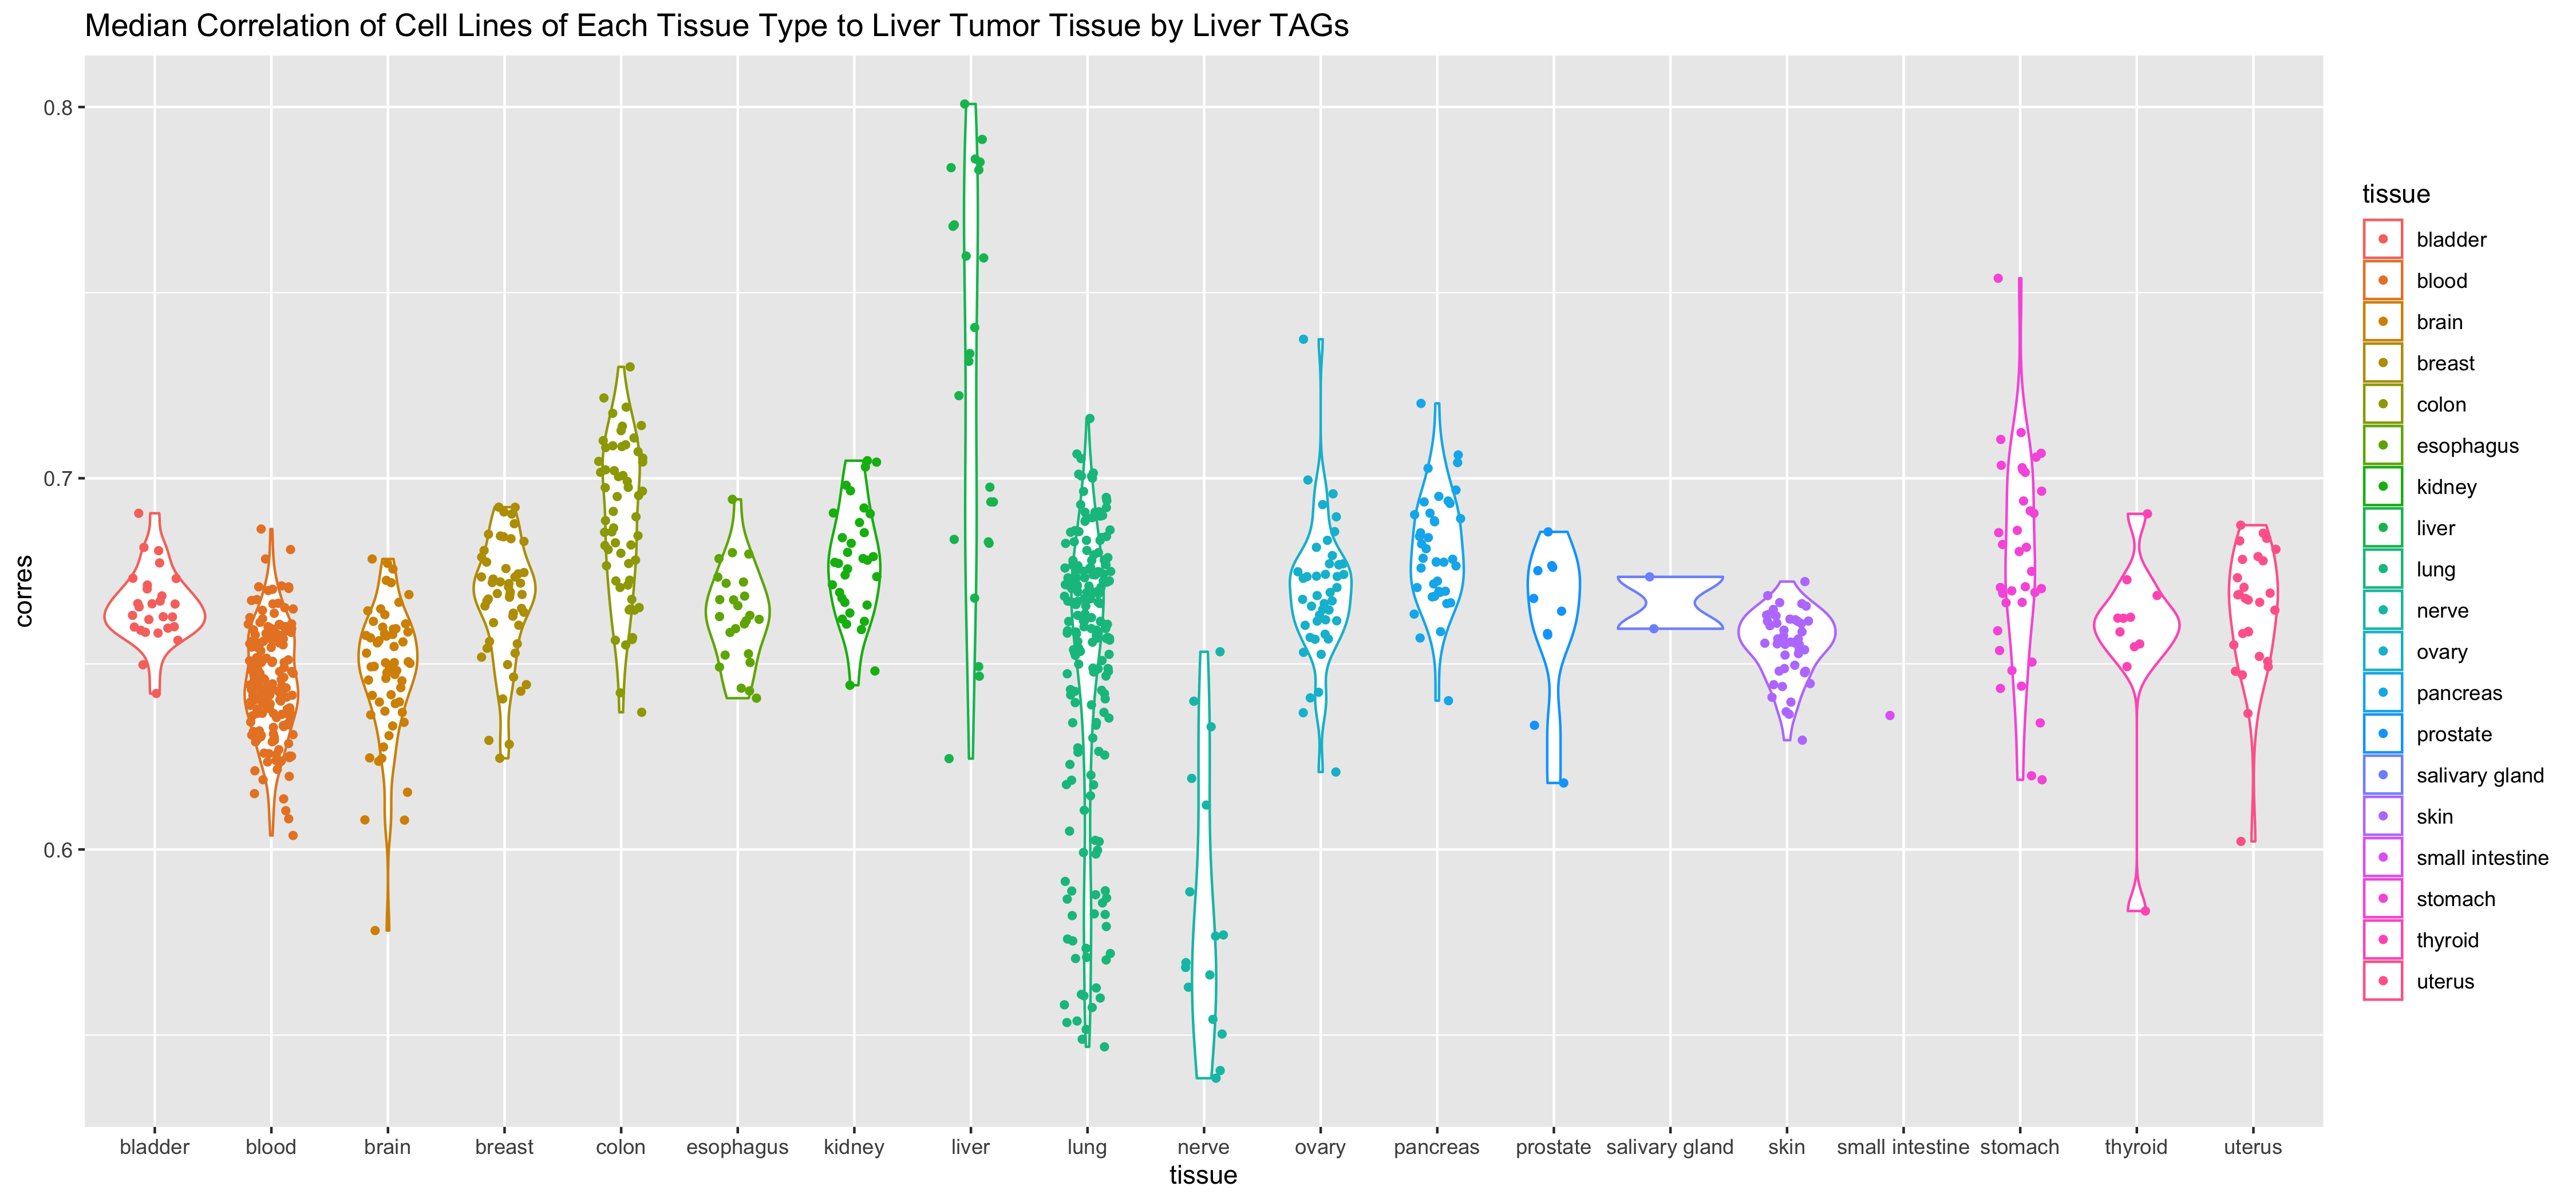 Median Correlation of Cell Lines of Each Tissue Type to Liver Tumor Tissue by Liver TAGs
corres
0.8
0.7
0.6
bladder blood brain breast colon esophagus kidney liver lung nerve ovary pancreas prostate salivary gland skin small intestine stomach thyroid uterus
tissue
tissue
bladder
blood
brain
breast
colon
esophagus
kidney
liver
lung
nerve
ovary
pancreas
prostate
salivary gland
skin
small intestine
stomach
thyroid
uterus